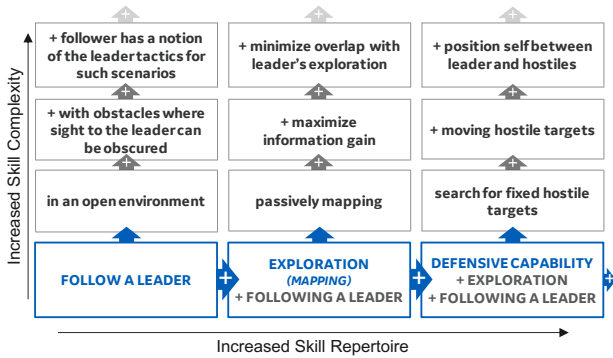 + follower has a notion
of the leader tactics for
such scenarios
+ with obstacles where
sight to the leader can
be obscured
in an open environment
FOLLOW A LEADER
+ minimize overlap with
leader's exploration
+ maximize
information gain
passively mapping
EXPLORATION
(MAPPING)
+ FOLLOWING A LEADER
+ position self between
leader and hostiles
+ moving hostile targets
search for fixed hostile
targets
DEFENSIVE CAPABILITY
+ EXPLORATION
+ FOLLOWING A LEADER
Increased Skill Complexity
Increased Skill Repertoire